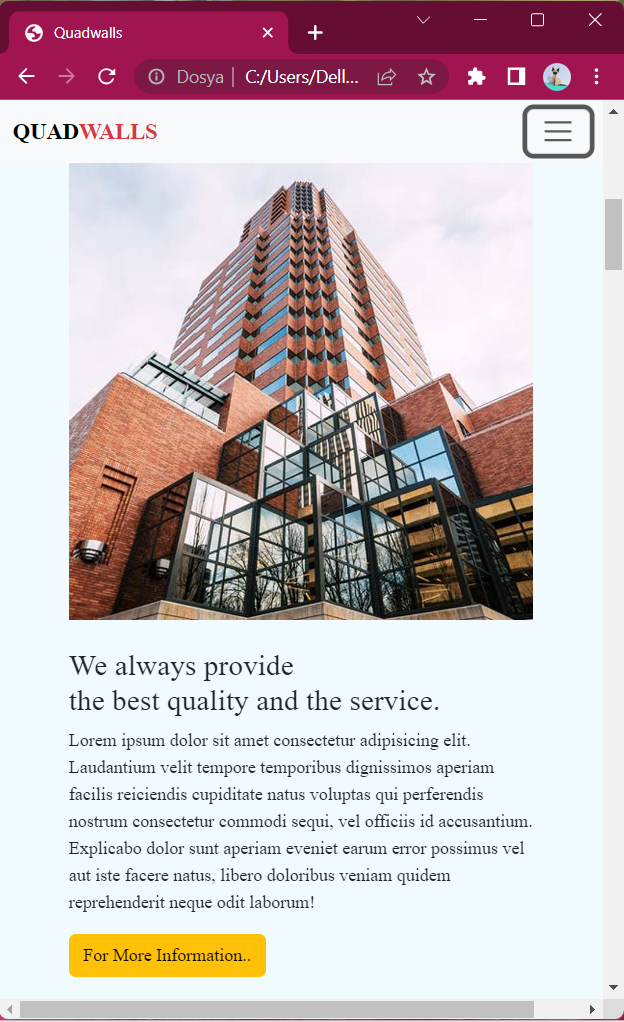 Quadwalls
Dosya | C:/Users/Dell...
QUADWALLS
We always provide
the best quality and the service.
Lorem ipsum dolor sit amet consectetur adipisicing elit.
Laudantium velit tempore temporibus dignissimos aperiam
facilis reiciendis cupiditate natus voluptas qui perferendis
nostrum consectetur commodi sequi, vel officiis id accusantium.
Explicabo dolor sunt aperiam eveniet earum error possimus vel
aut iste facere natus, libero doloribus veniam quidem
reprehenderit neque odit laborum!
For More Information..